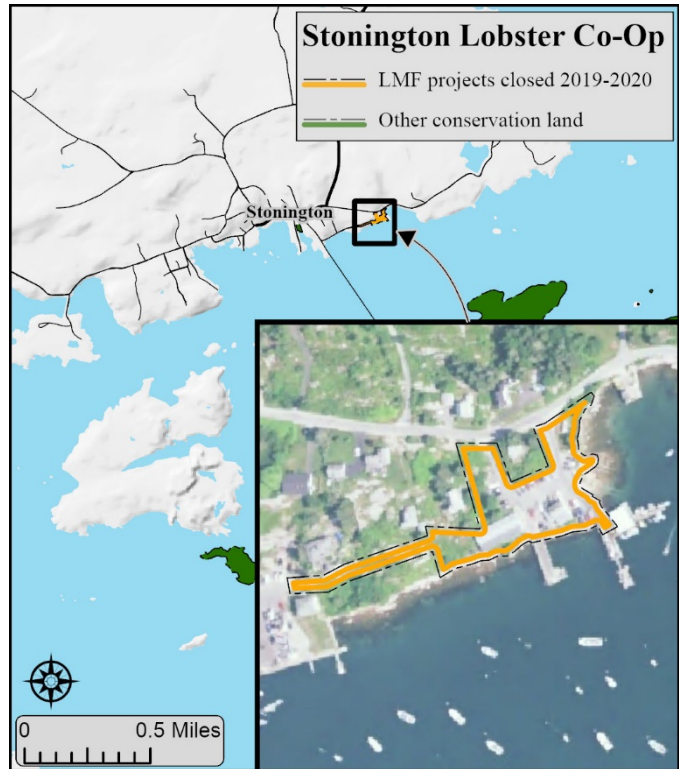 Stonington Lobster Co-Op
LMF projects closed 2019-2020
Other conservation land
Stonington
0 0.5 Miles